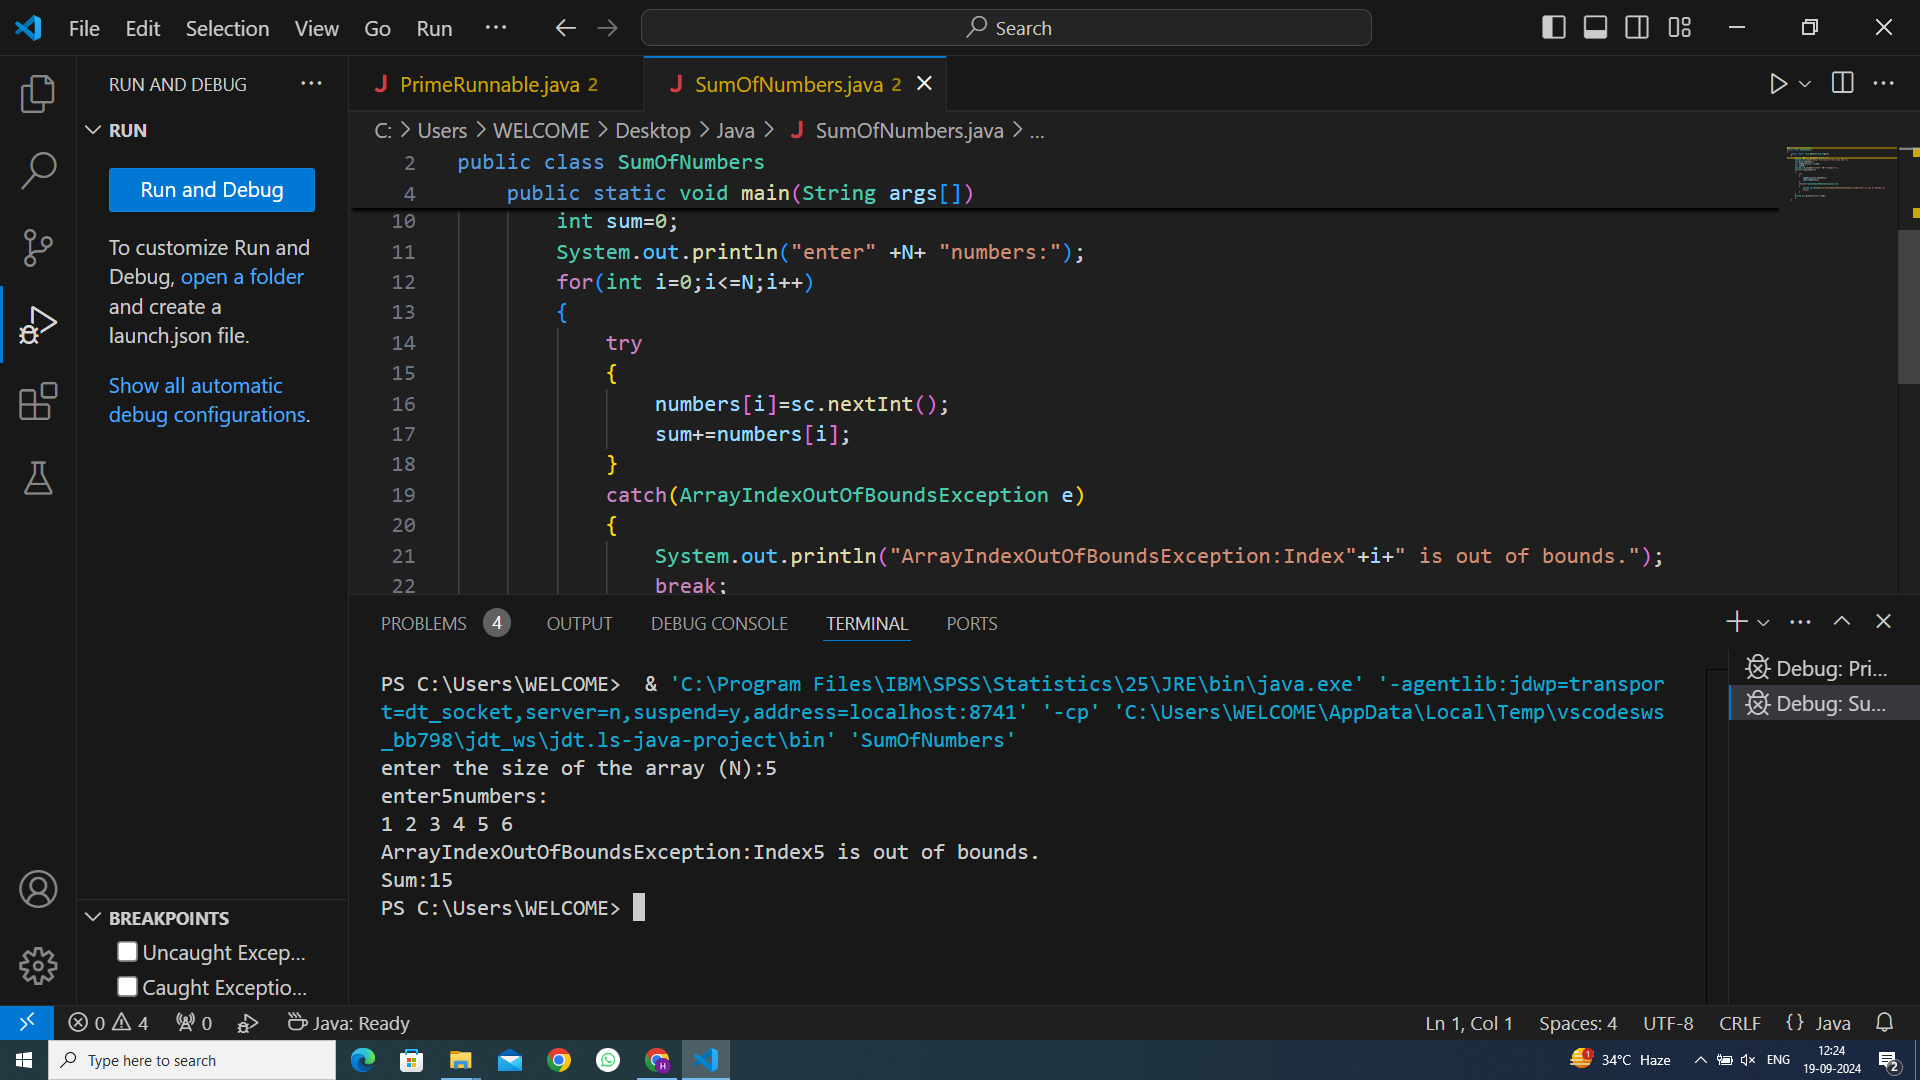 File Edit Selection View Go Run ... Search
RUN AND DEBUG ...
PrimeRunnable.java 2 SumOfNumbers.java 2
RUN
C: > Users > WELCOME > Desktop > Java > SumOfNumbers.java > ...
Run and Debug
To customize Run and
Debug, open a folder
and create a
launch.json file.
Show all automatic
debug configurations.
2 public class SumOfNumbers
4 public static void main(String args[])
10 int sum=0;
11 System.out.println("enter" +N+ "numbers:");
12 for(int i=0;i<=N;i++)
13 {
14 try
15 {
16 numbers[i]=sc.nextInt();
17 sum+=numbers[i];
18 }
19 catch(ArrayIndexOutOfBoundsException e)
20 {
21 System.out.println("ArrayIndexOutOfBoundsException:Index"+i+" is out of bounds.");
22 break;
PROBLEMS 4 OUTPUT DEBUG CONSOLE TERMINAL PORTS
PS C:\Users\WELCOME>  & 'C:\Program Files\IBM\SPSS\Statistics\25\JRE\bin\java.exe' '-agentlib:jdwp=transpor
t=dt_socket,server=n,suspend=y,address=localhost:8741' '-cp' 'C:\Users\WELCOME\AppData\Local\Temp\vscodesws
_bb798\jdt_ws\jdt.ls-java-project\bin' 'SumOfNumbers'
enter the size of the array (N):5
enter5numbers:
1 2 3 4 5 6
ArrayIndexOutOfBoundsException:Index5 is out of bounds.
Sum:15
PS C:\Users\WELCOME>
Debug: Pri...
Debug: Su...
BREAKPOINTS
Uncaught Excep...
Caught Exceptio...
0 4 0 Java: Ready Ln 1, Col 1 Spaces: 4 UTF-8 CRLF {} Java
Type here to search 34°C Haze ENG 12:24
19-09-2024 2